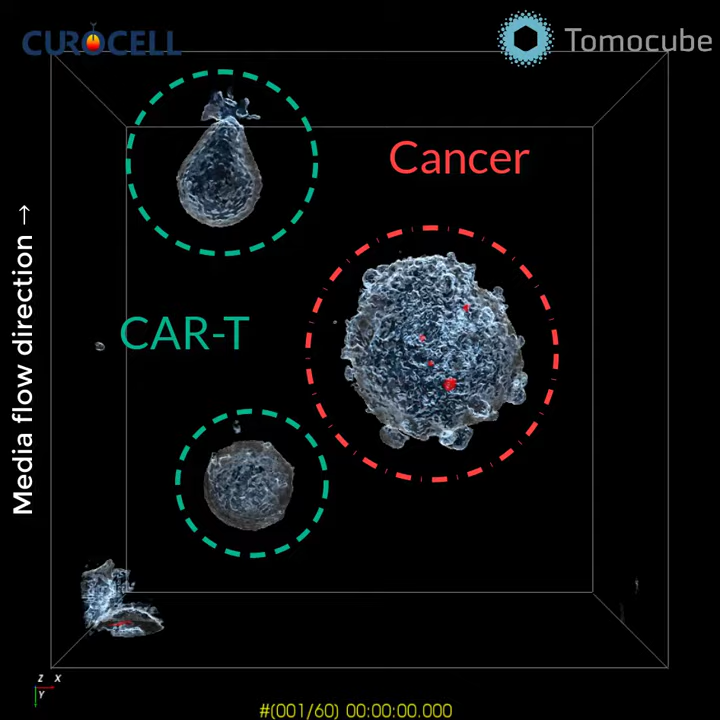 CUROCELL
Tomocube
Cancer
Media flow direction →
CAR-T
Z X
Y
#(001/60) 00:00:00.000